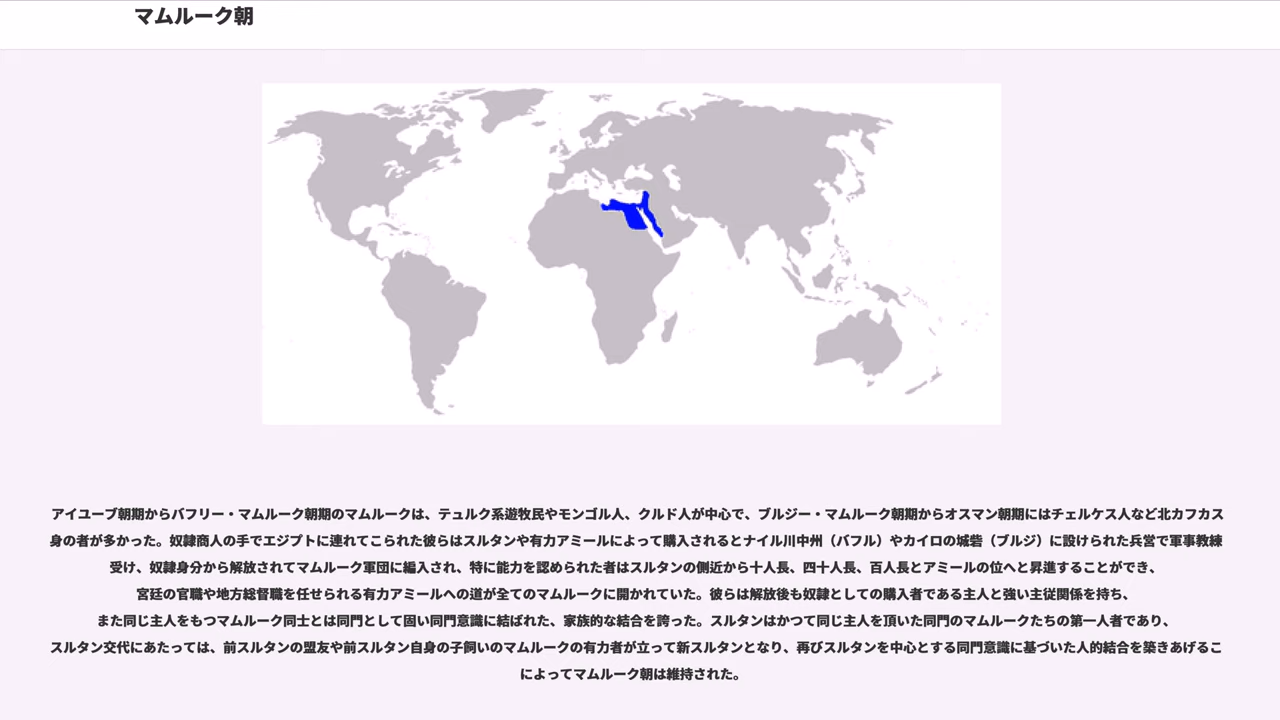 マムルーク朝
アイユーブ朝期からバフリー・マムルーク朝期のマムルークは、テュルク系遊牧民やモンゴル人、クルド人が中心で、ブルジー・マムルーク朝期からオスマン朝期にはチェルケス人など北カフカス
身の者が多かった。奴隷商人の手でエジプトに連れてこられた彼らはスルタンや有力アミールによって購入されるとナイル川中州（バフル）やカイロの城砦（ブルジ）に設けられた兵営で軍事教練
受け、奴隷身分から解放されてマムルーク軍団に編入され、特に能力を認められた者はスルタンの側近から十人長、四十人長、百人長とアミールの位へと昇進することができ、
宮廷の官職や地方総督職を任せられる有力アミールへの道が全てのマムルークに開かれていた。彼らは解放後も奴隷としての購入者である主人と強い主従関係を持ち、
また同じ主人をもつマムルーク同士とは同門として固い同門意識に結ばれた、家族的な結合を誇った。スルタンはかつて同じ主人を頂いた同門のマムルークたちの第一人者であり、
スルタン交代にあたっては、前スルタンの盟友や前スルタン自身の子飼いのマムルークの有力者が立って新スルタンとなり、再びスルタンを中心とする同門意識に基づいた人的結合を築きあげるこ
によってマムルーク朝は維持された。